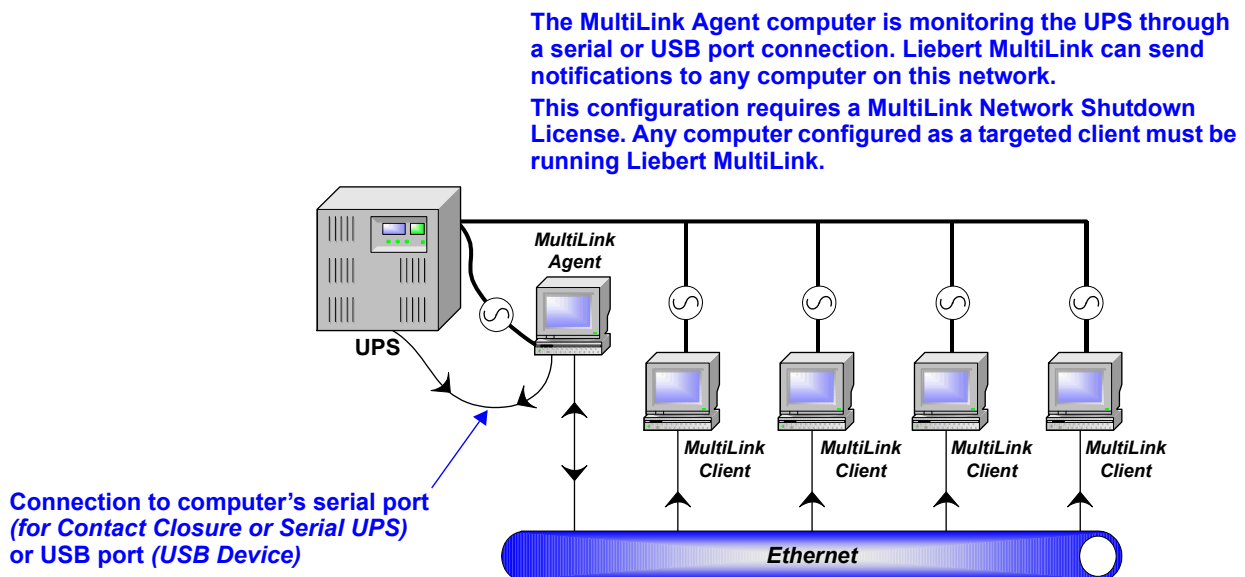 The MultiLink Agent computer is monitoring the UPS through
a serial or USB port connection. Liebert MultiLink can send
notifications to any computer on this network.
This configuration requires a MultiLink Network Shutdown
License. Any computer configured as a targeted client must be
running Liebert MultiLink.
MultiLink
Agent
UPS
MultiLink
Client
MultiLink
Client
MultiLink
Client
MultiLink
Client
Connection to computer’s serial port
(for Contact Closure or Serial UPS)
or USB port (USB Device)
Ethernet